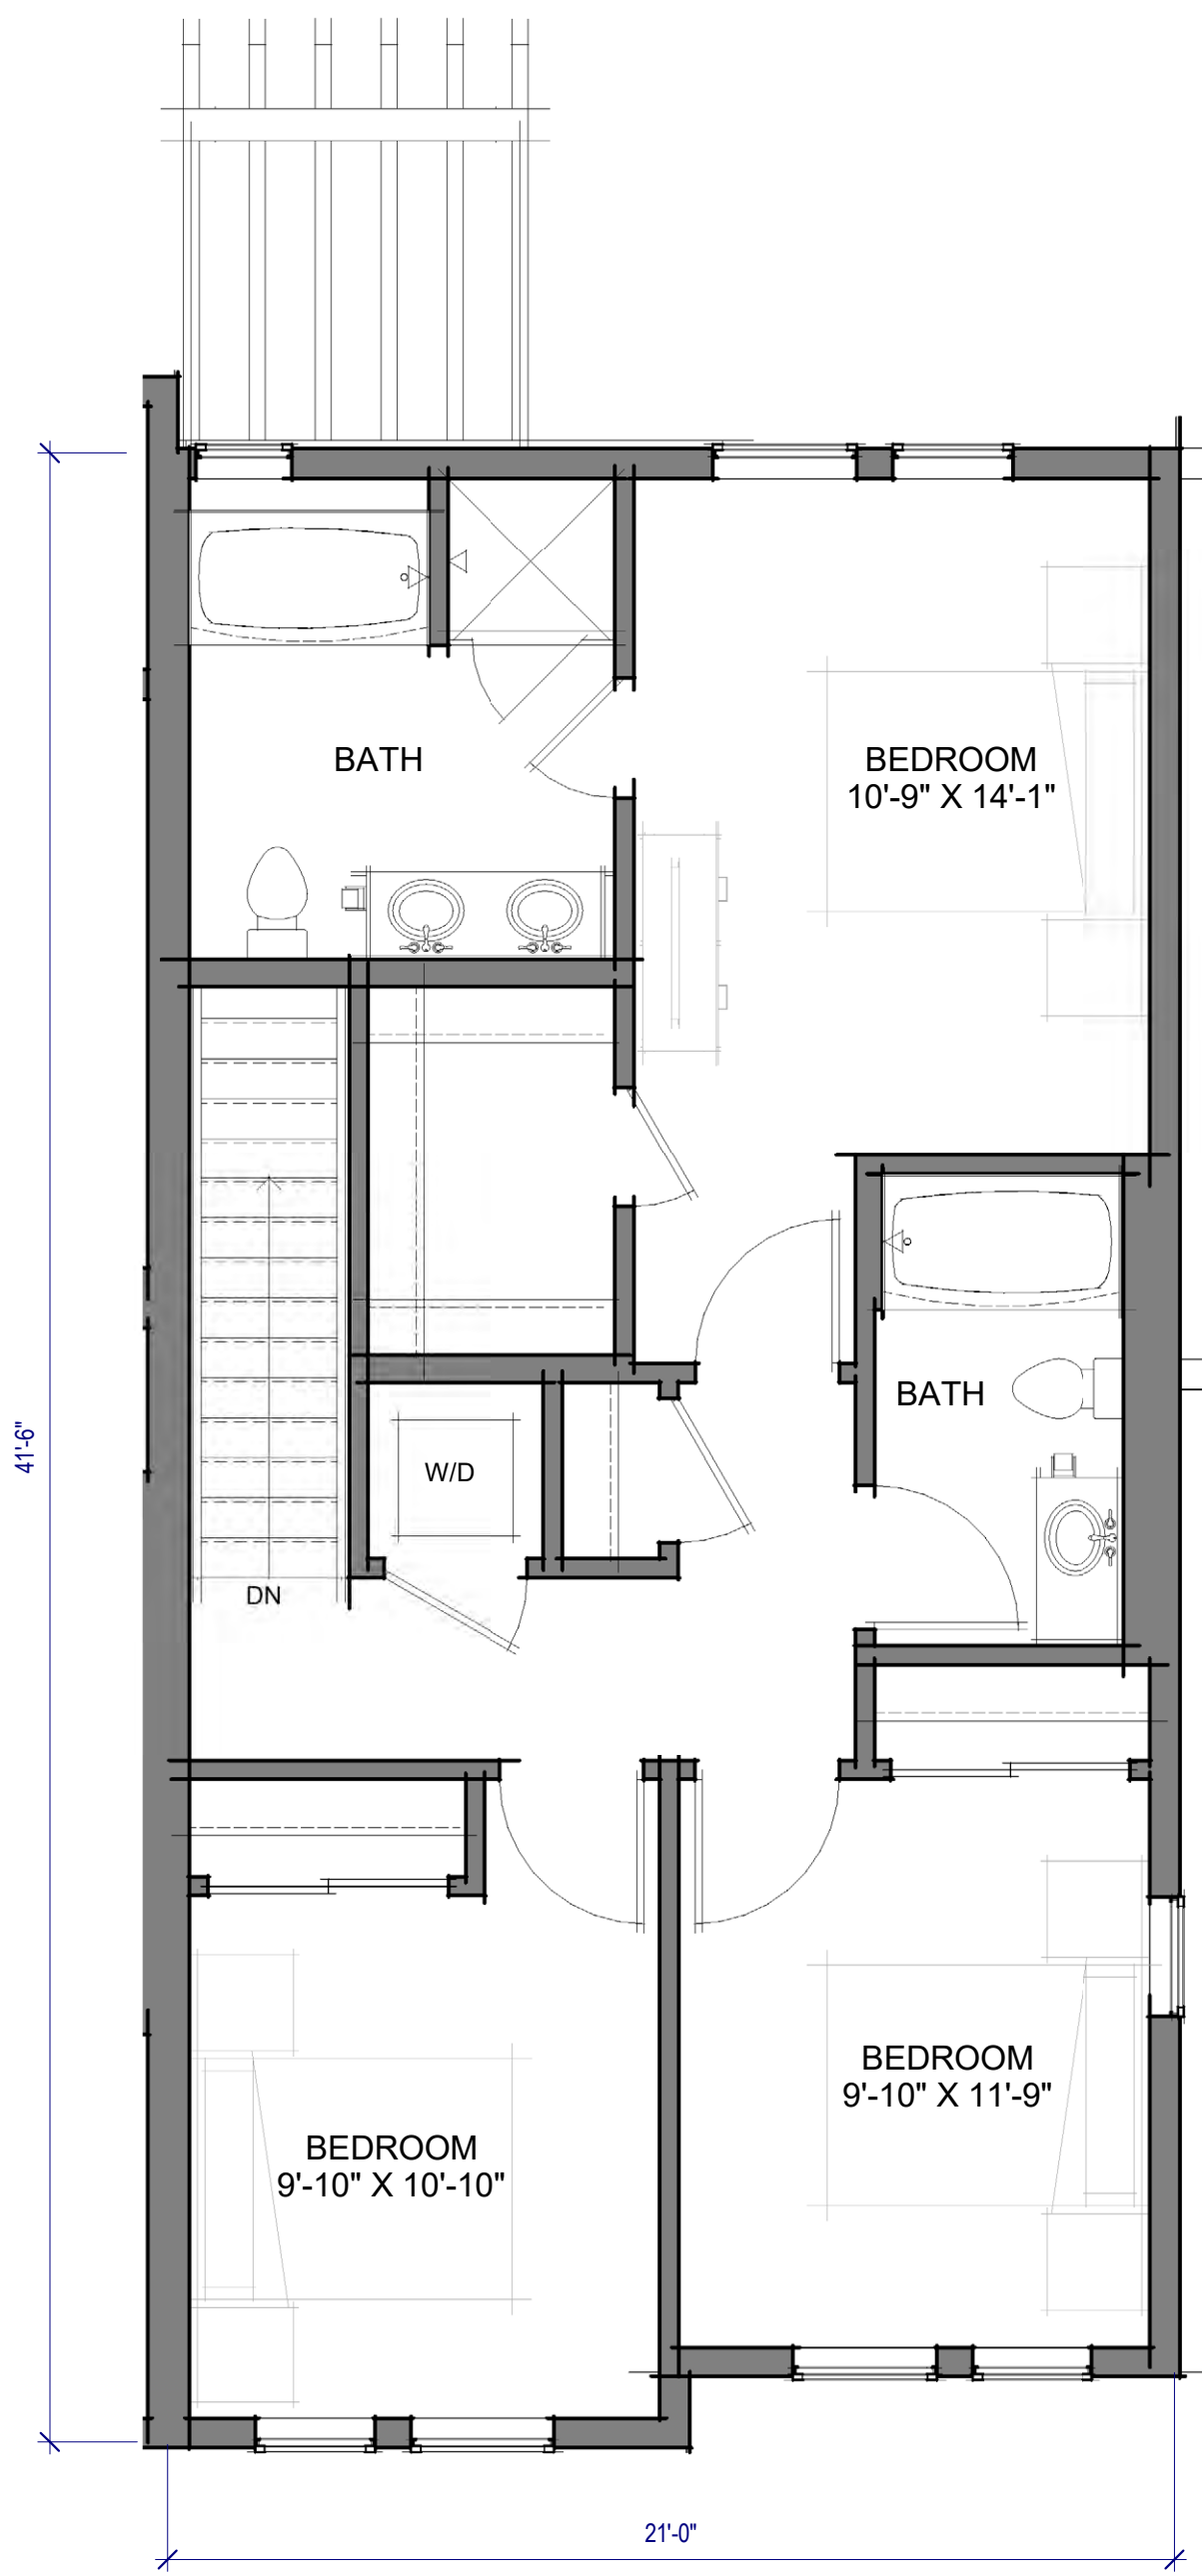 BATH
BEDROOM
10'-9" X 14'-1"
BATH
41'-6"
W/D
DN
BEDROOM
9'-10" X 11'-9"
BEDROOM
9'-10" X 10'-10"
21'-0"